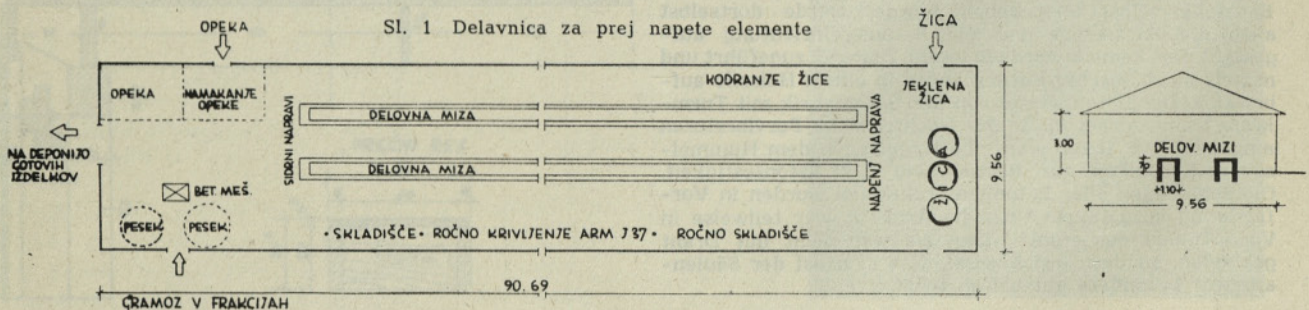 Sl. 1 Delavnica za prej napete elemente
OPEKA
ŽICA
OPEKA
NAMAKANJE
OPEKE
KODRANJE ŽICE
JEKLENA
ŽICA
DELOVNA MIZA
DELOVNA MIZA
SIDRNI NAPRAVI
NAPENJ NAPRAVA
ŽICA
NA DEPONIJO
GOTOVIH
IZDELKOV
BET. MEŠ.
PESEK
PESEK
• SKLADIŠČE • ROČNO KRIVLJENJE ARM J 37 • ROČNO SKLADIŠČE
GRAMOZ V FRAKCIJAH
90.69
9.56
3.00
DELOV. MIZI
1.10
9.56